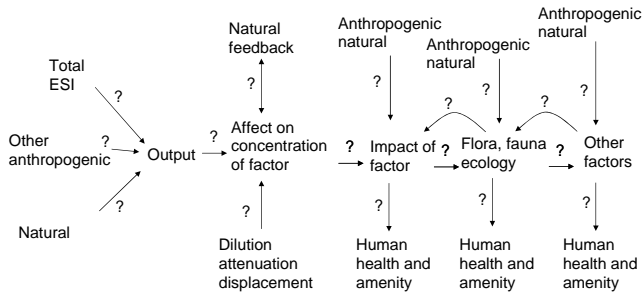 Natural
feedback
Anthropogenic
natural
Anthropogenic
natural
Anthropogenic
natural
Total
ESI
?
?
?
?
?
?
?
Other
anthropogenic
?
Output
?
Affect on
concentration
of factor
?
Impact of
factor
?
Flora, fauna
ecology
?
Other
factors
?
?
?
?
?
Natural
Dilution
attenuation
displacement
Human
health and
amenity
Human
health and
amenity
Human
health and
amenity